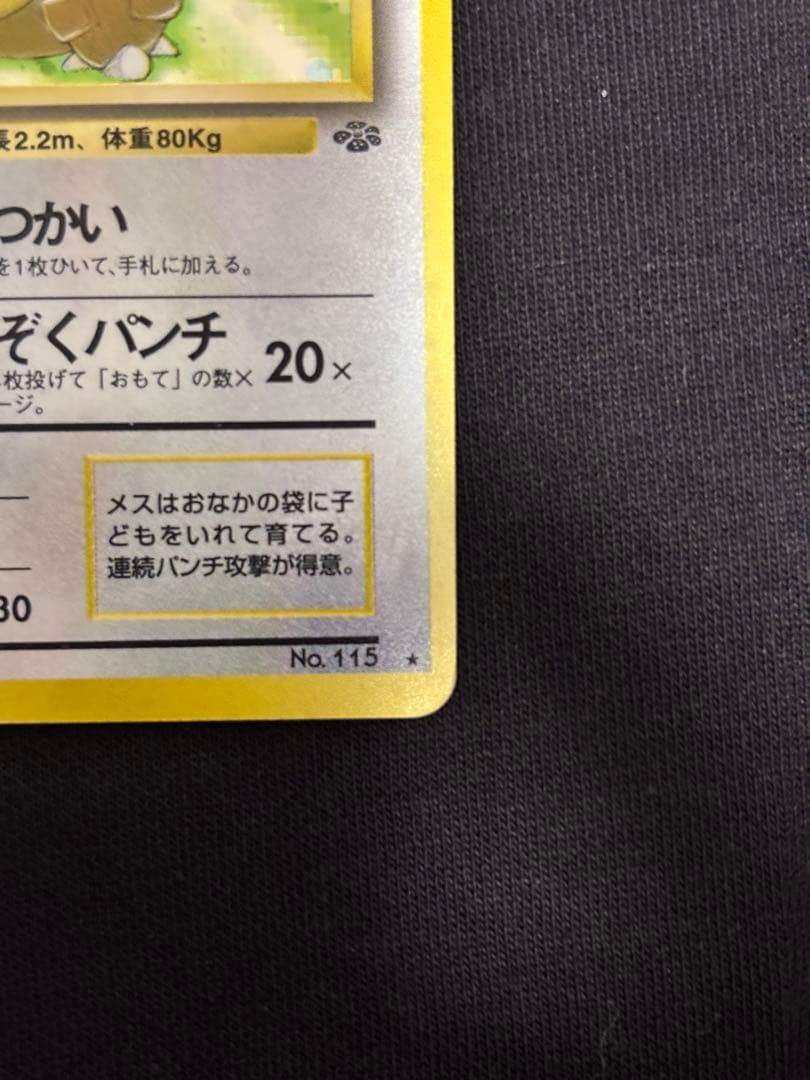 長2.2m、体重80Kg
つかい
を1枚ひいて、手札に加える。
ぞくパンチ
枚投げて「おもて」の数× 20×
ージ。
メスはおなかの袋に子
どもをいれて育てる。
連続パンチ攻撃が得意。
30
No. 115 ★